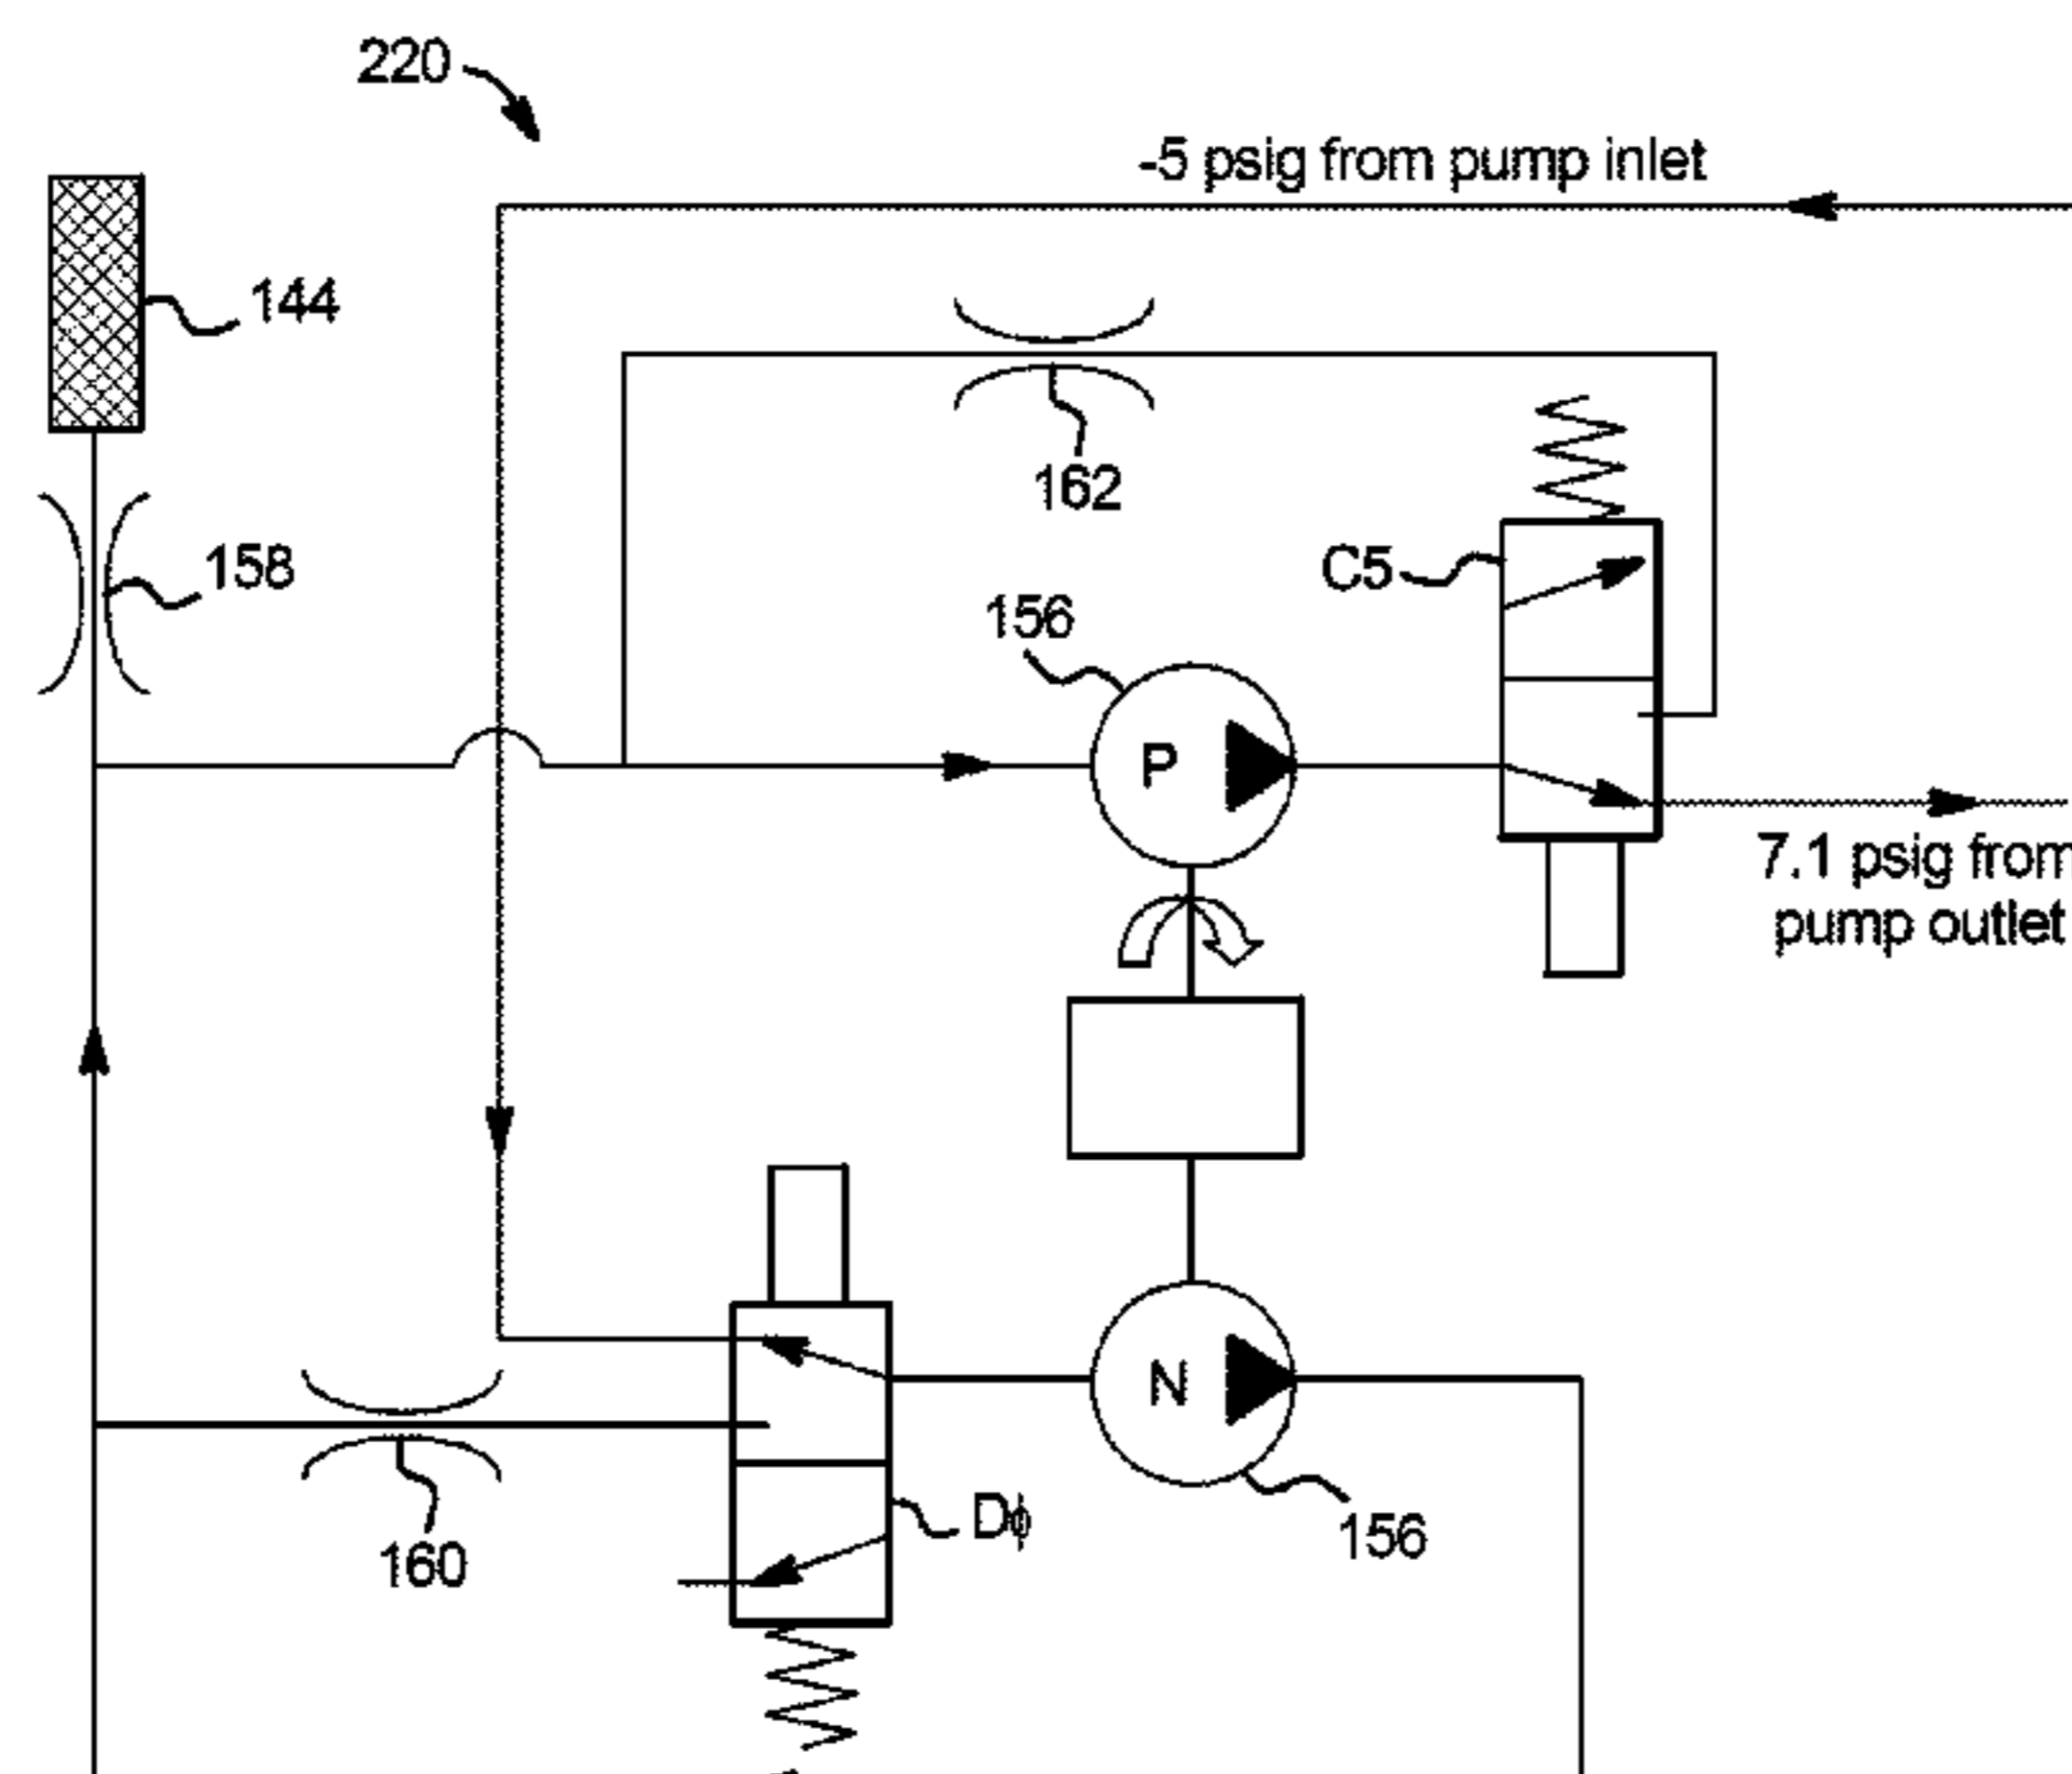 220
-5 psig from pump inlet
144
162
158
C5
156
P
7.1 psig from
pump outlet
N
Dϕ
160
156